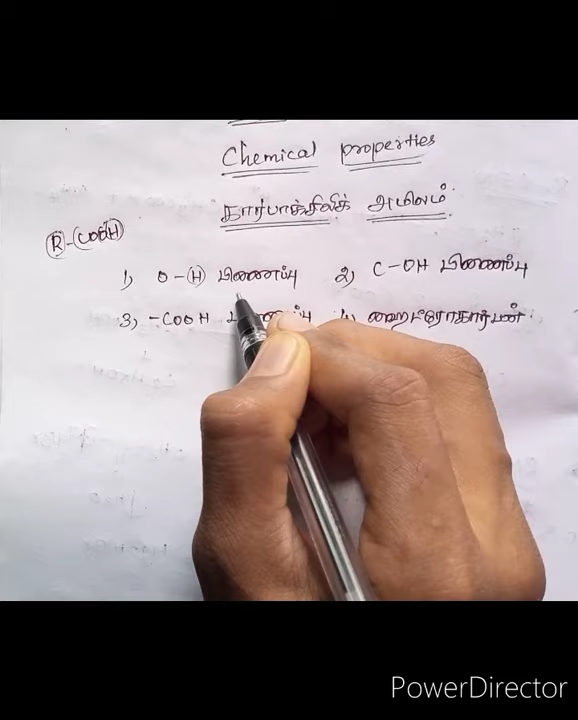 Chemical properties
கார்பாக்சிலிக் அமிலம்
R-COOH
1) O-H பிணைப்பு 2) C-OH பிணைப்பு
3) -COOH 4) ஹைட்ரோகார்பன்
PowerDirector